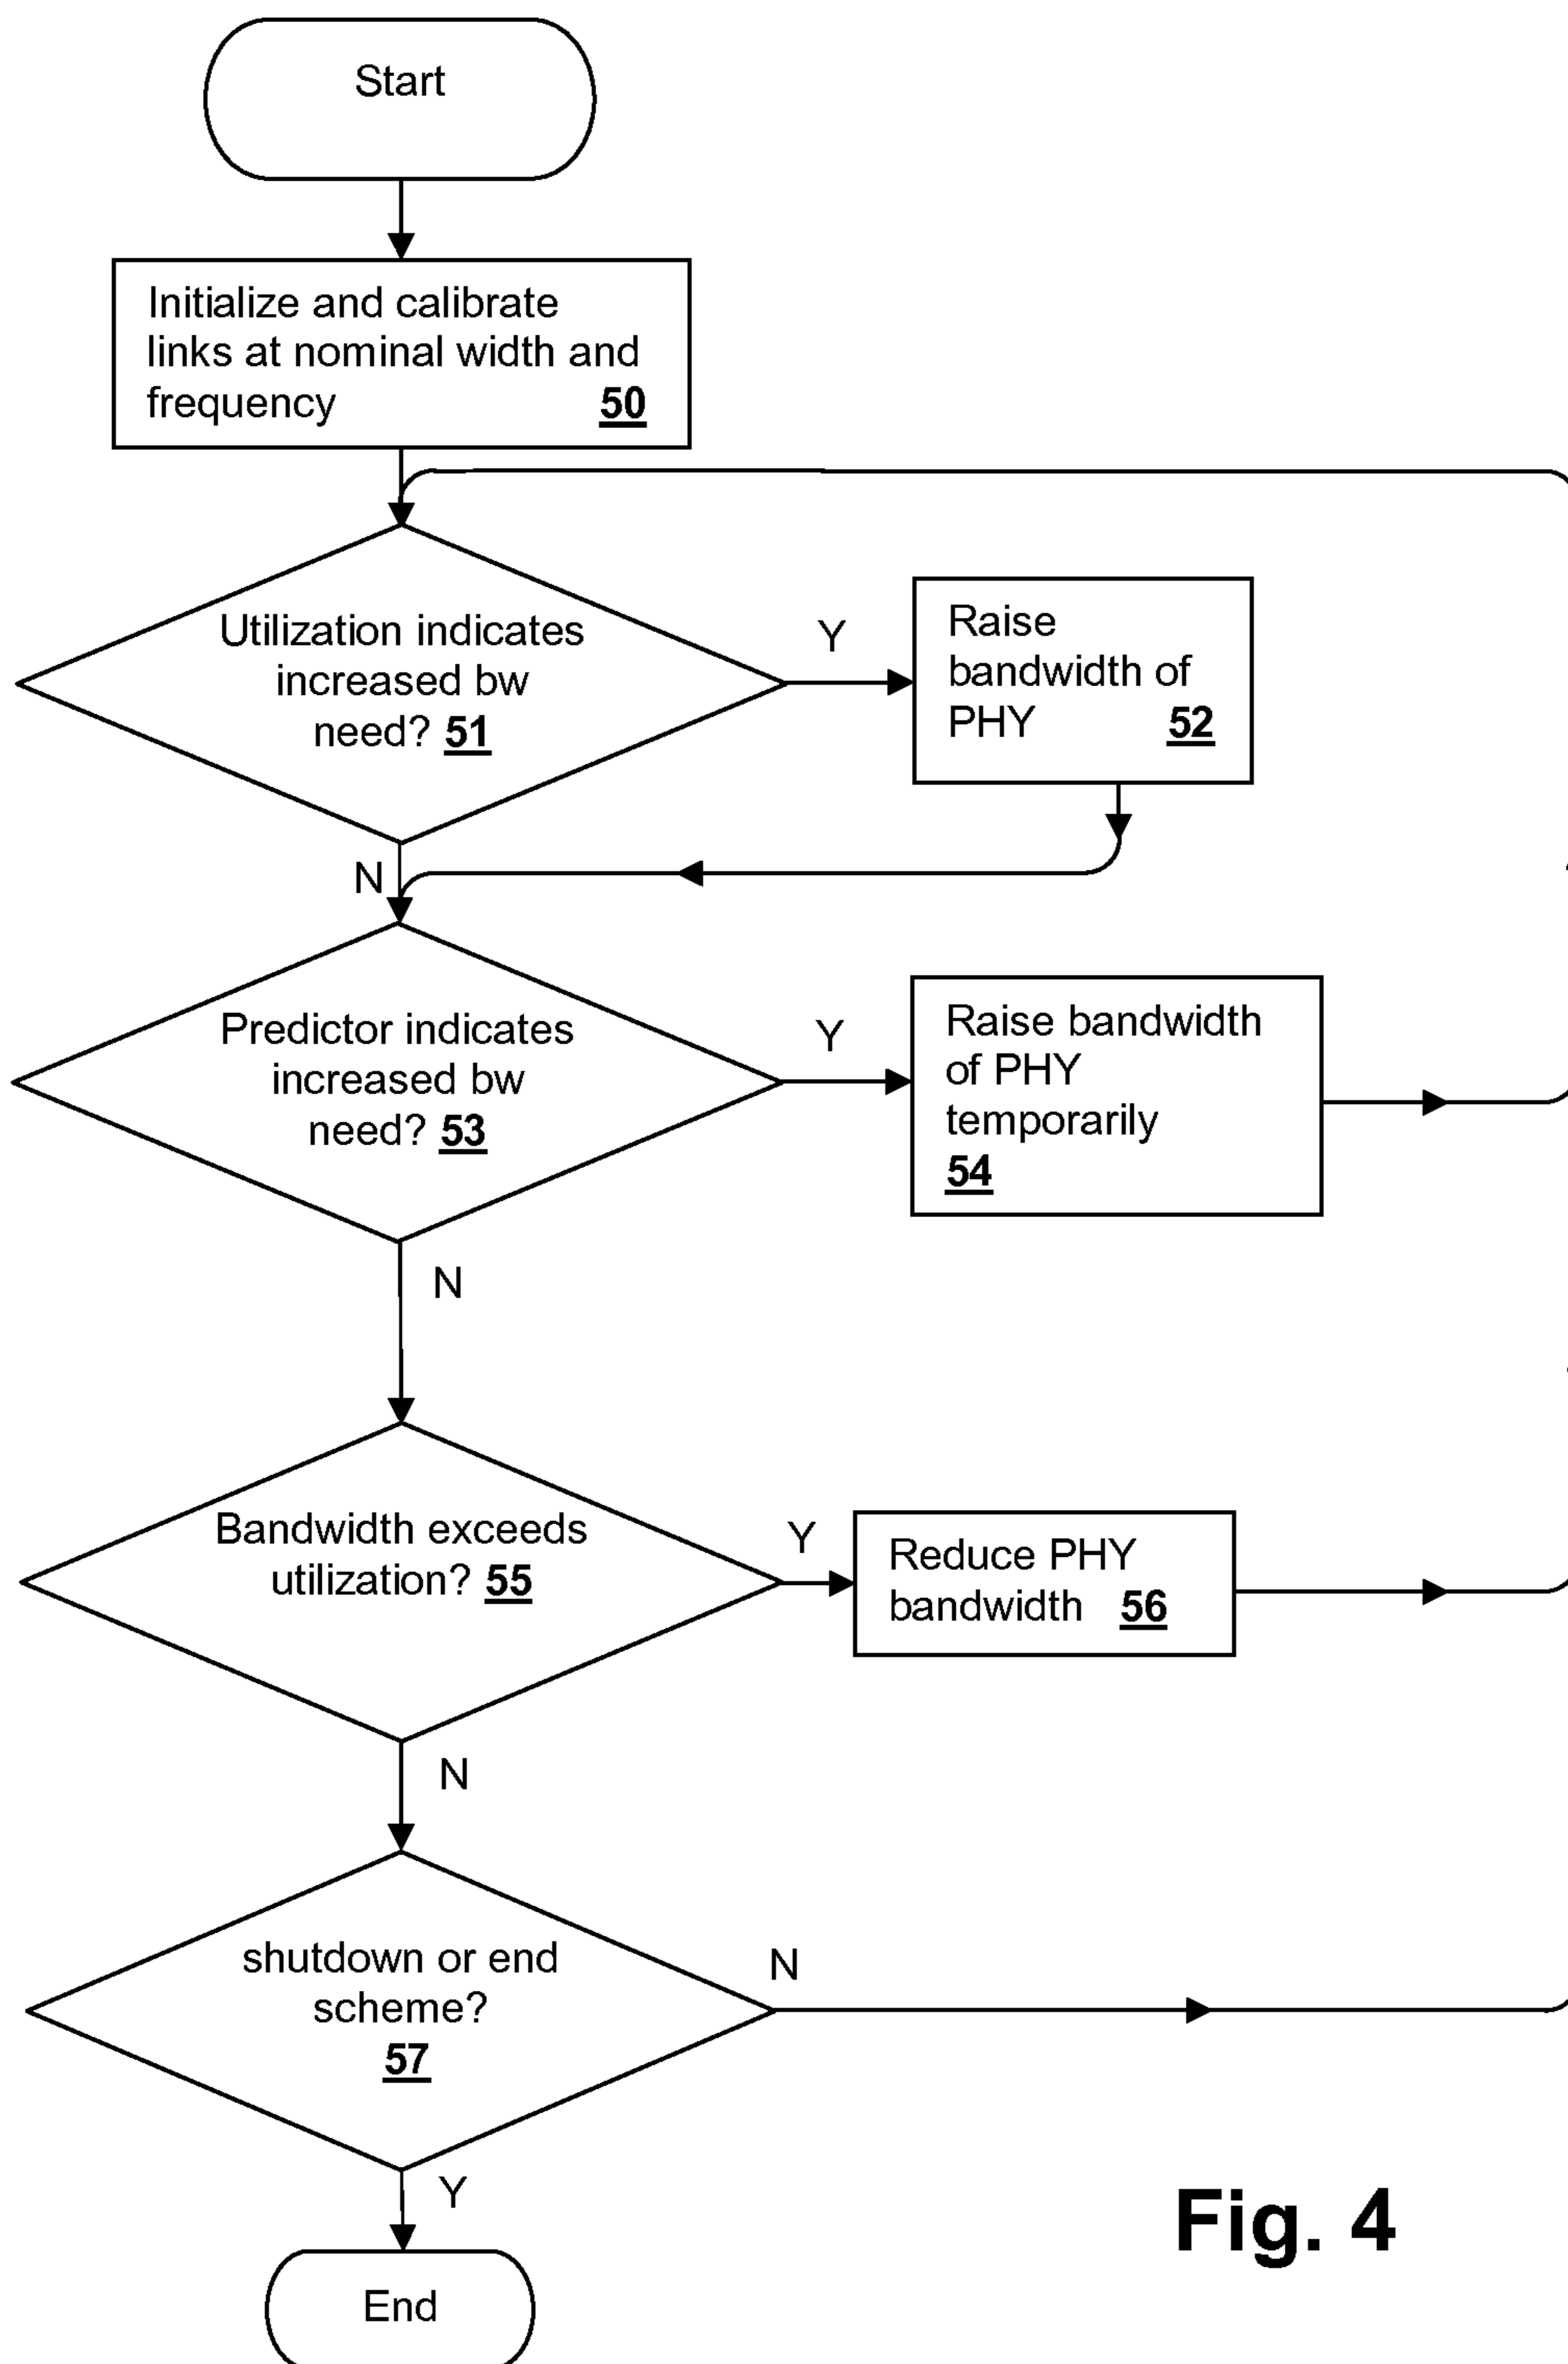 Start
Initialize and calibrate
links at nominal width and
frequency 50
Utilization indicates
increased bw
need? 51
Y
Raise
bandwidth of
PHY 52
N
Predictor indicates
increased bw
need? 53
Y
Raise bandwidth
of PHY
temporarily
54
N
Bandwidth exceeds
utilization? 55
Y
Reduce PHY
bandwidth 56
N
shutdown or end
scheme?
57
N
Y
End
Fig. 4